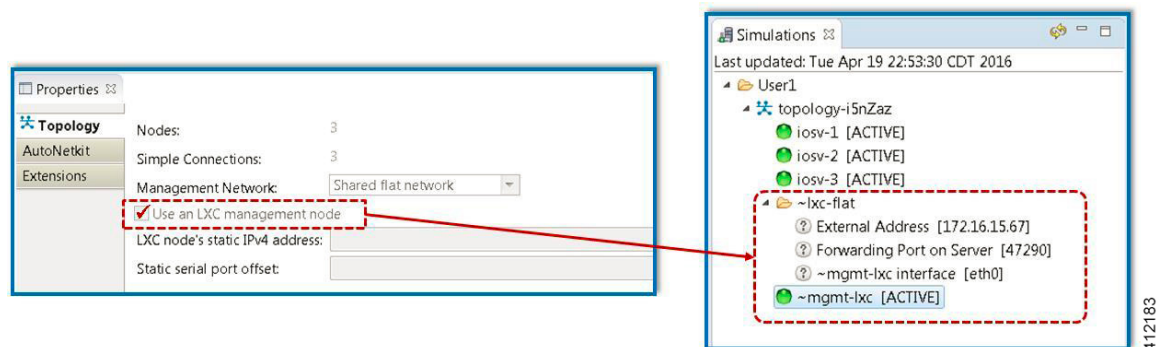 Properties
Topology
AutoNetkit
Extensions
Nodes: 3
Simple Connections: 3
Management Network: Shared flat network
Use an LXC management node
LXC node's static IPv4 address:
Static serial port offset:
Simulations
Last updated: Tue Apr 19 22:53:30 CDT 2016
User1
topology-i5nZaz
iosv-1 [ACTIVE]
iosv-2 [ACTIVE]
iosv-3 [ACTIVE]
~lxc-flat
External Address [172.16.15.67]
Forwarding Port on Server [47290]
~mgmt-lxc interface [eth0]
~mgmt-lxc [ACTIVE]
412183